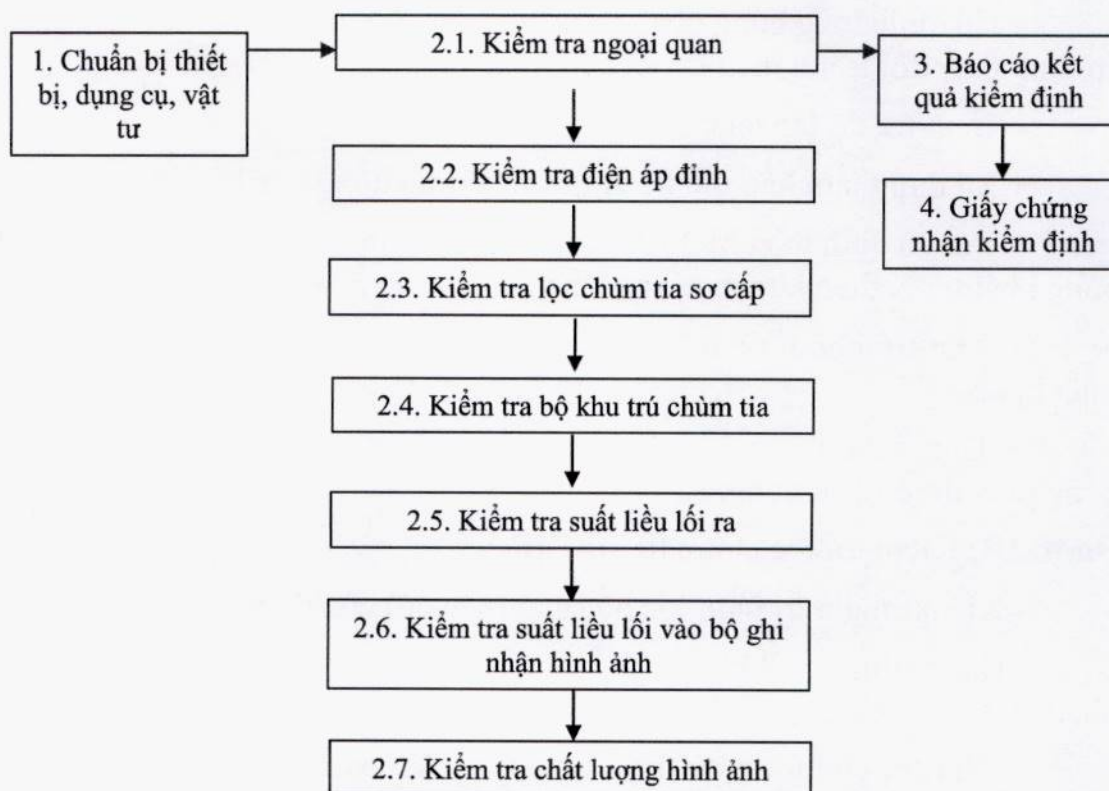 1. Chuẩn bị thiết
bị, dụng cụ, vật
tư
2.1. Kiểm tra ngoại quan
2.2. Kiểm tra điện áp đỉnh
2.3. Kiểm tra lọc chùm tia sơ cấp
2.4. Kiểm tra bộ khu trú chùm tia
2.5. Kiểm tra suất liều lối ra
2.6. Kiểm tra suất liều lối vào bộ ghi
nhận hình ảnh
2.7. Kiểm tra chất lượng hình ảnh
3. Báo cáo kết
quả kiểm định
4. Giấy chứng
nhận kiểm định